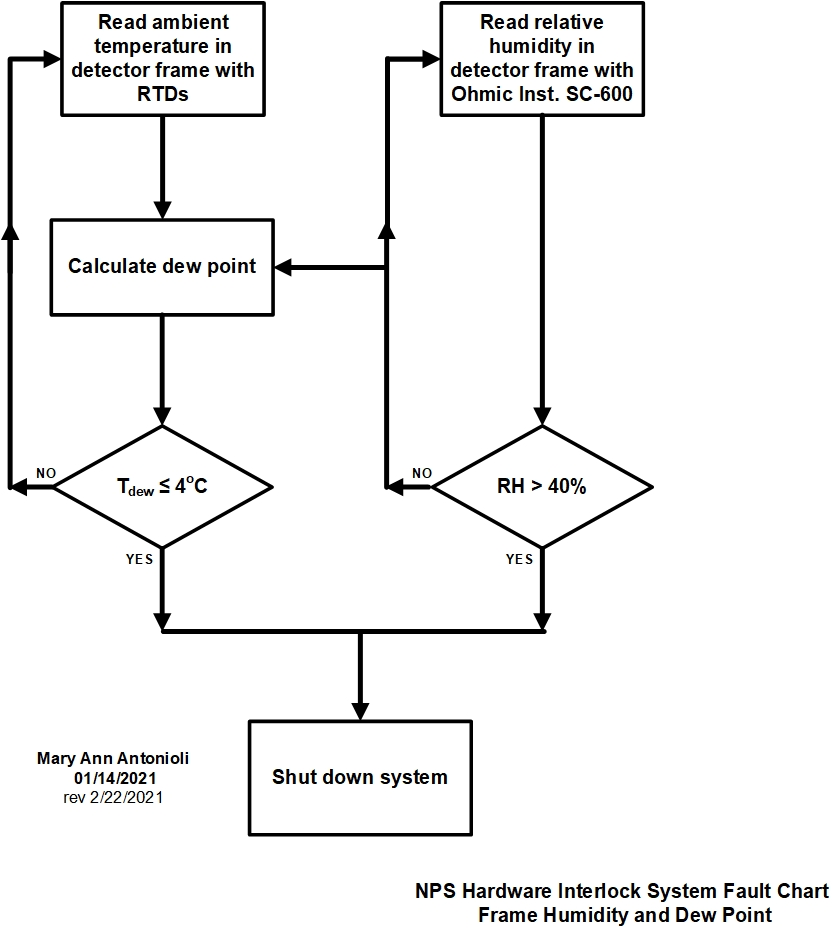 Read ambient
temperature in
detector frame with
RTDs
Read relative
humidity in
detector frame with
Ohmic Inst. SC-600
Calculate dew point
NO
Tdew ≤ 4oC
YES
NO
RH > 40%
YES
Shut down system
Mary Ann Antonioli
01/14/2021
rev 2/22/2021
NPS Hardware Interlock System Fault Chart
Frame Humidity and Dew Point